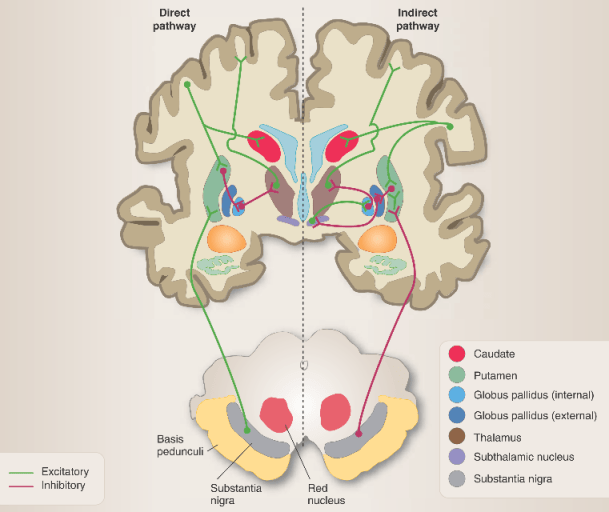 Direct
pathway
Indirect
pathway
Caudate
Putamen
Globus pallidus (internal)
Globus pallidus (external)
Thalamus
Subthalamic nucleus
Substantia nigra
Basis
pedunculi
Excitatory
Inhibitory
Substantia
nigra
Red
nucleus